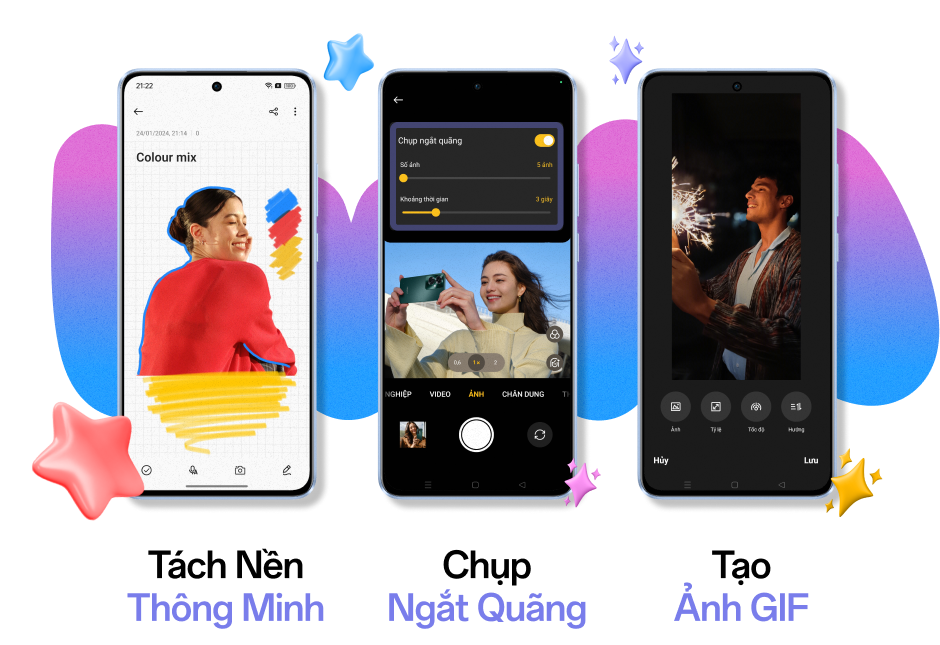 21:22
24/01/2024, 21:14 | 0
Colour mix
Chụp ngắt quãng
Số ảnh 5 ảnh
Khoảng thời gian 3 giây
0,6 1x 2
NGHIỆP VIDEO ẢNH CHÂN DUNG
Ảnh Tỷ lệ Tốc độ Hướng
Hủy Lưu
Tách Nền
Thông Minh
Chụp
Ngắt Quãng
Tạo
Ảnh GIF